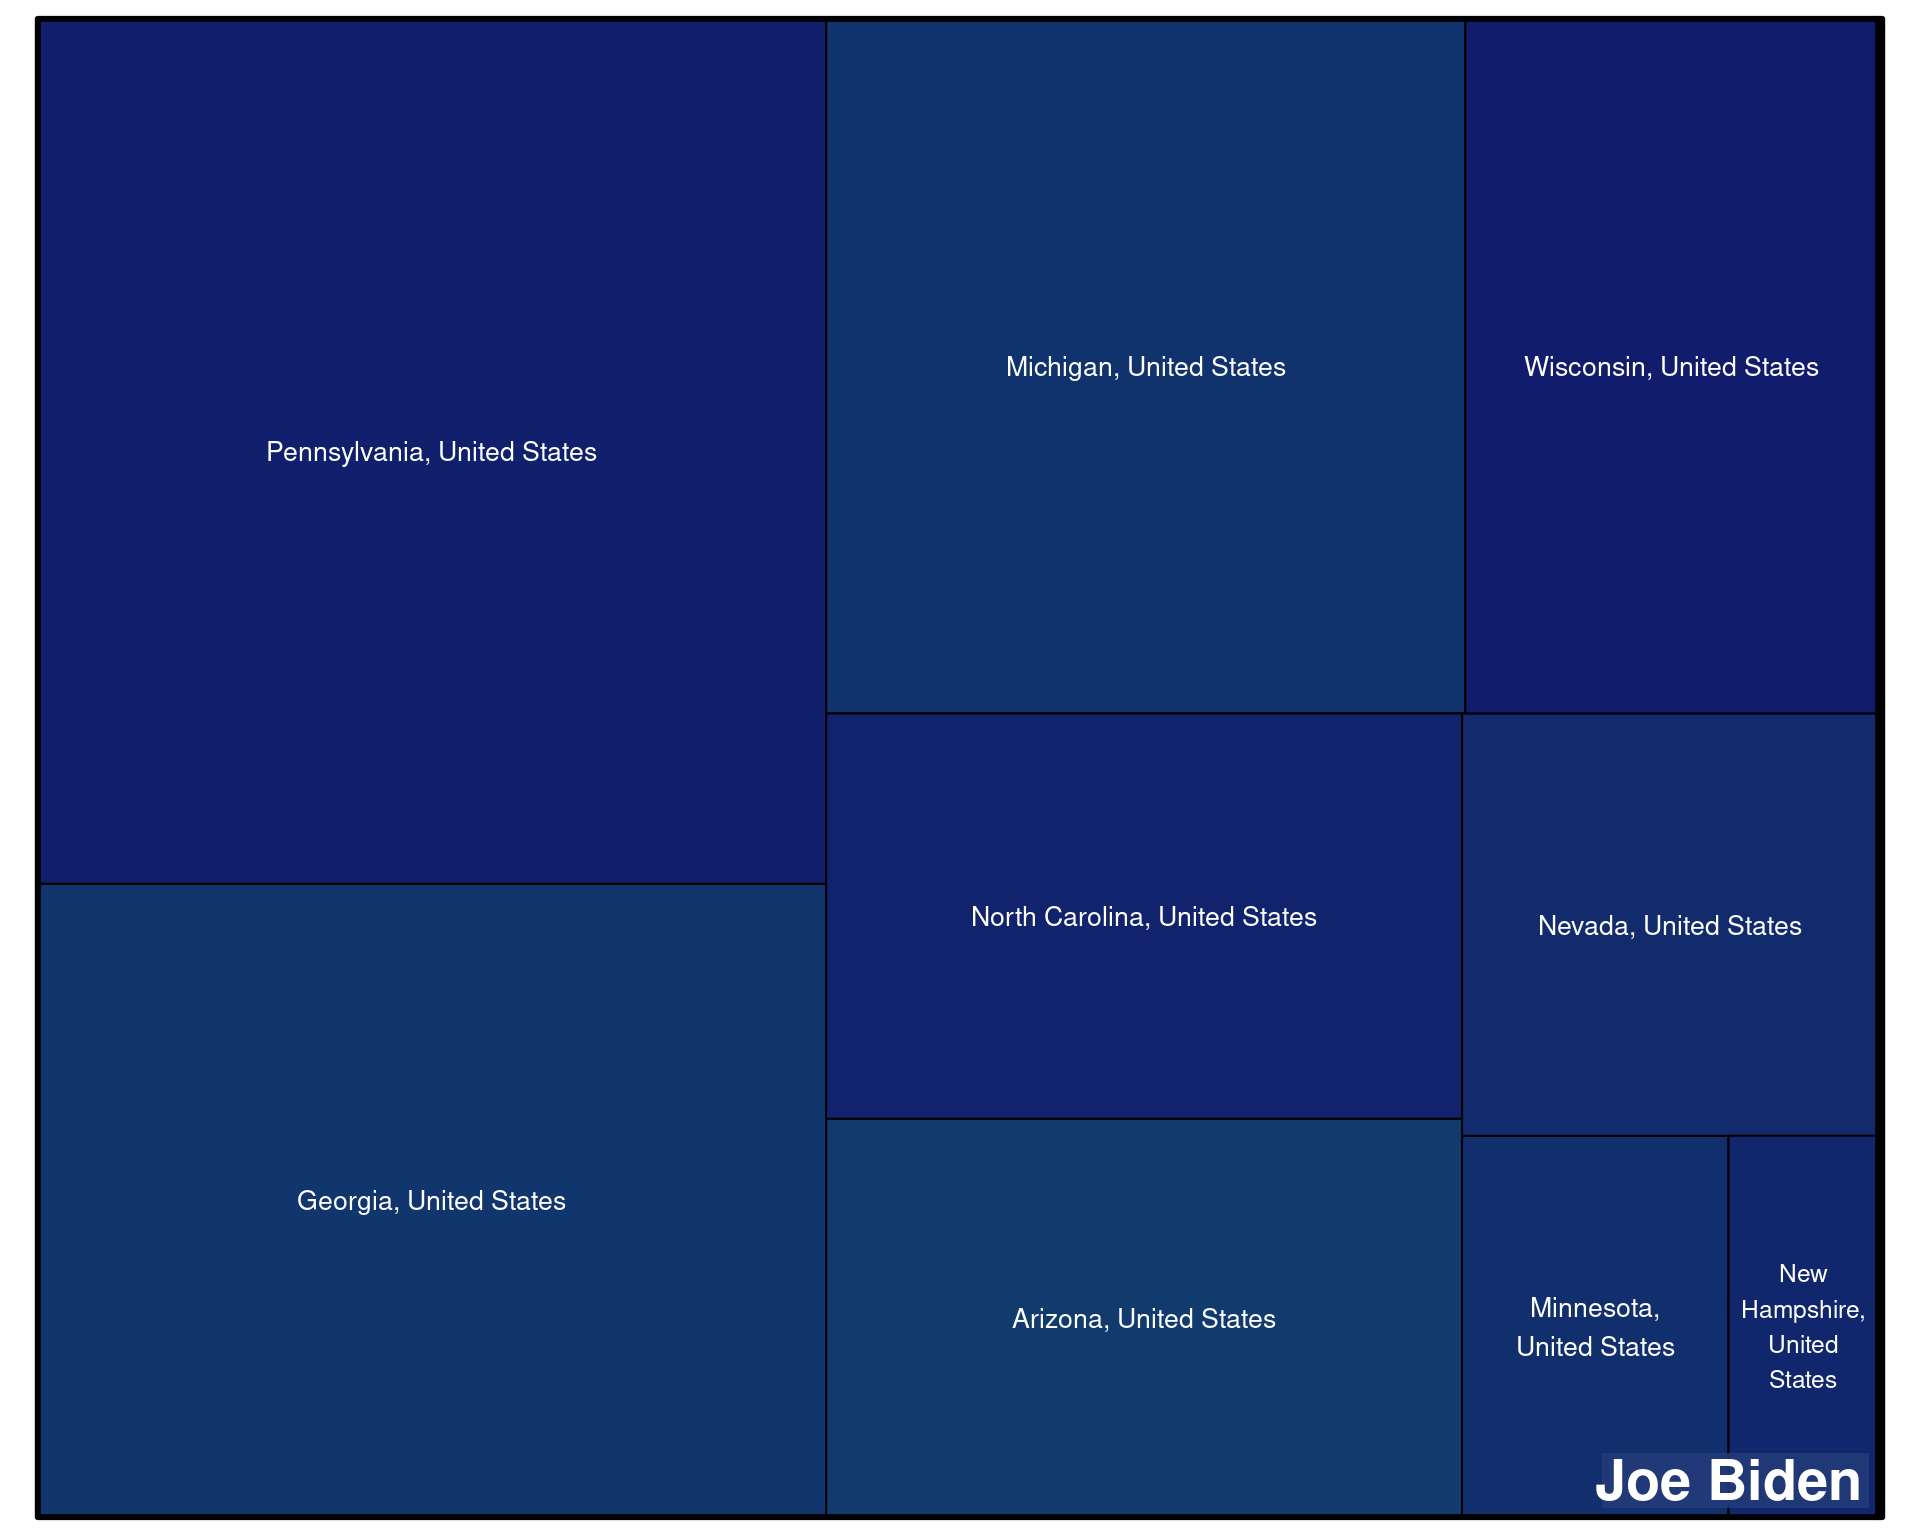 Pennsylvania, United States
Michigan, United States
Wisconsin, United States
North Carolina, United States
Nevada, United States
Georgia, United States
Arizona, United States
Minnesota,
United States
New
Hampshire,
United
States
Joe Biden